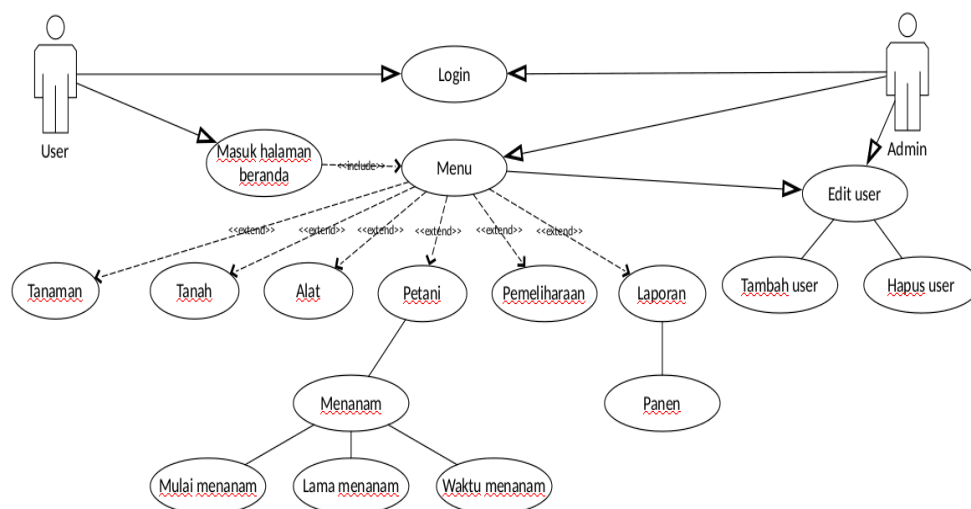 Login
User
Admin
Masuk halaman
beranda
<<include>>
Menu
Edit user
<<extend>>
<<extend>>
<<extend>>
<<extend>>
<<extend>>
<<extend>>
Tanaman
Tanah
Alat
Petani
Pemeliharaan
Laporan
Tambah user
Hapus user
Menanam
Panen
Mulai menanam
Lama menanam
Waktu menanam